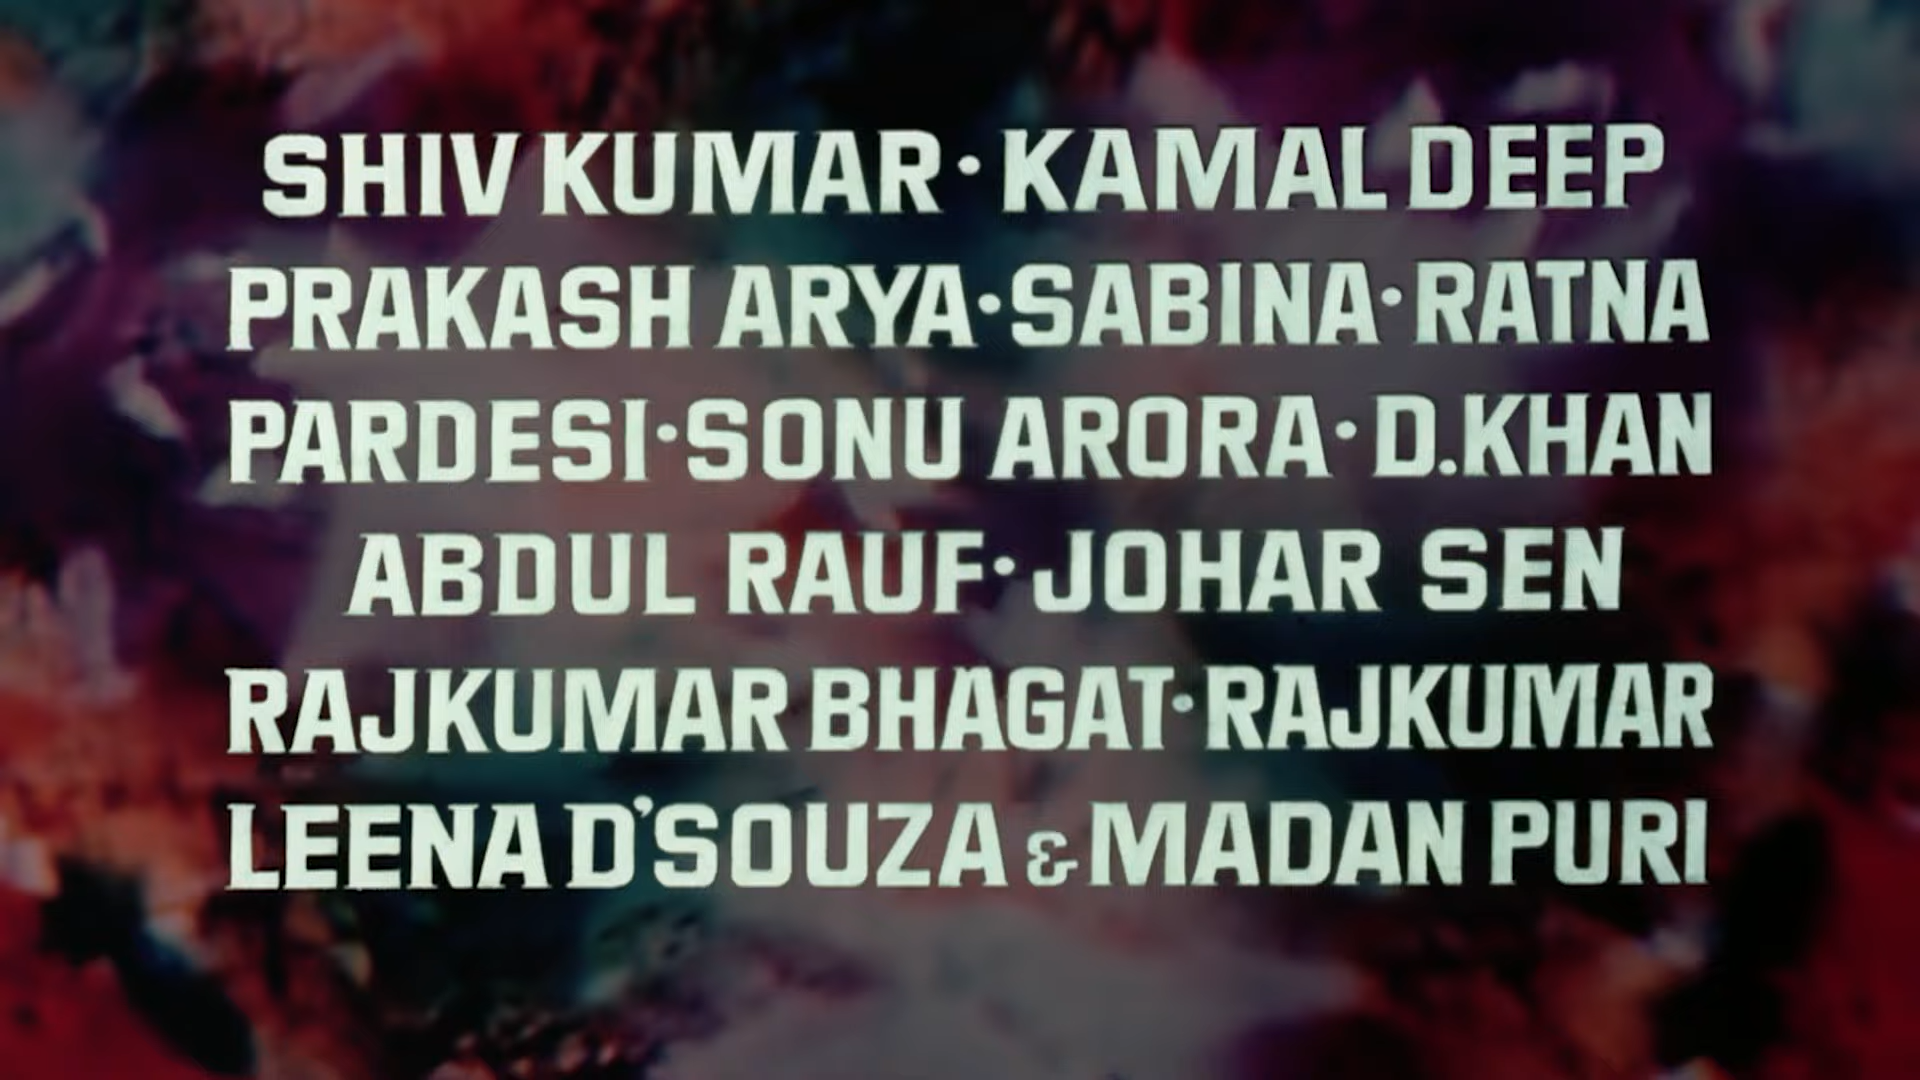 SHIV KUMAR · KAMAL DEEP
PRAKASH ARYA · SABINA · RATNA
PARDESI · SONU ARORA · D.KHAN
ABDUL RAUF · JOHAR SEN
RAJKUMAR BHAGAT · RAJKUMAR
LEENA D'SOUZA & MADAN PURI